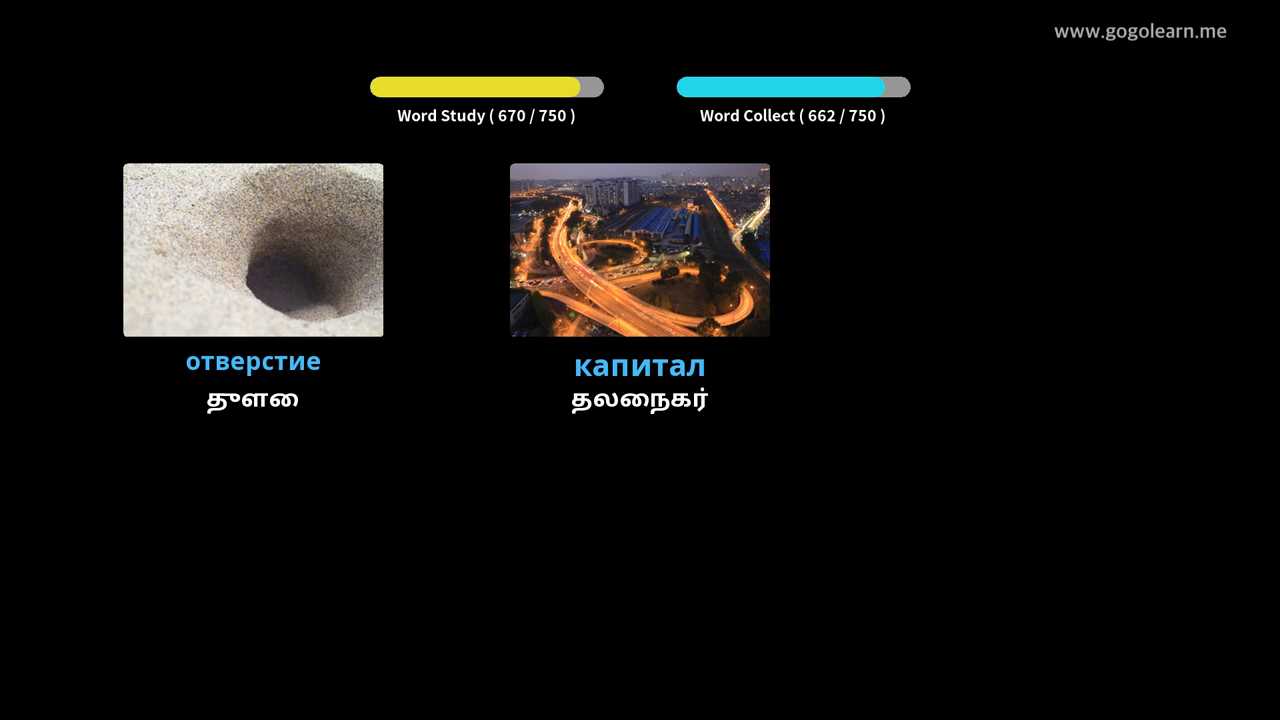 www.gogolearn.me
Word Study ( 670 / 750 )
Word Collect ( 662 / 750 )
отверстие
துளை
капитал
தலைநகர்